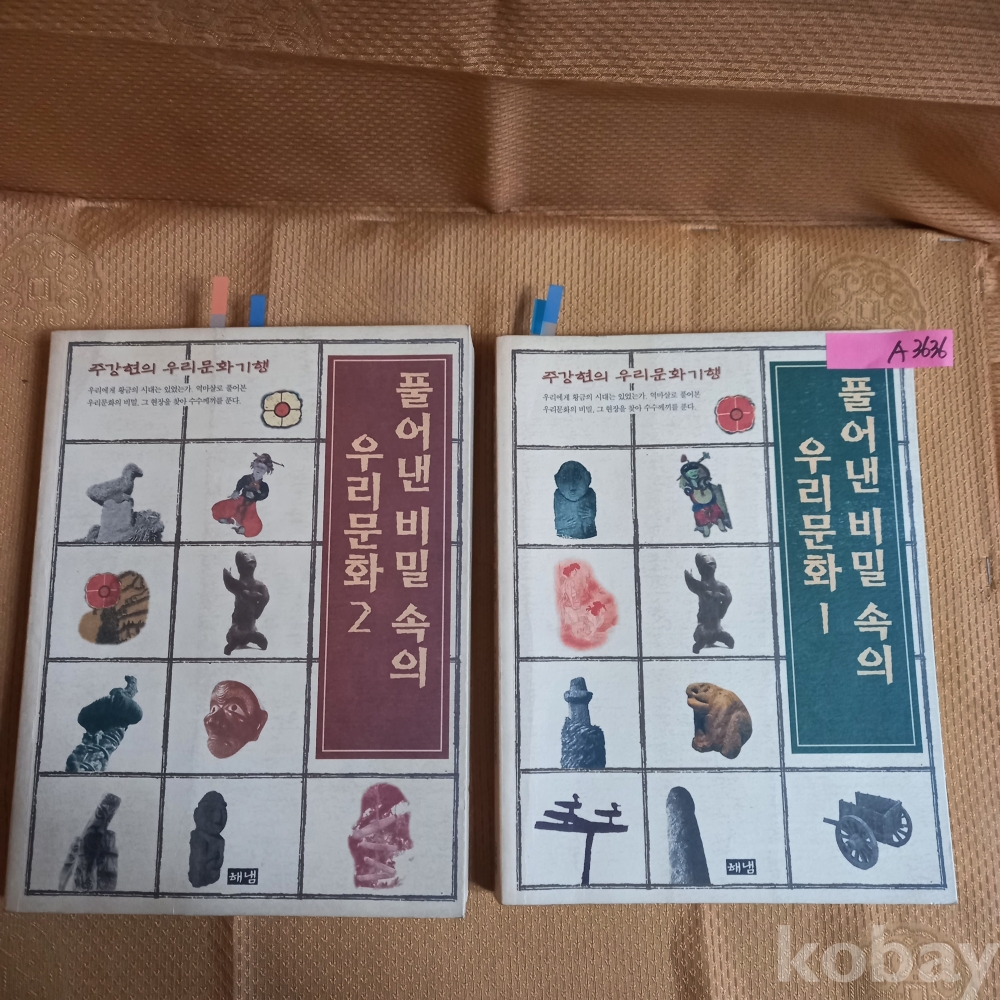 주강현의 우리문화기행
우리에게 황금의 시대는 있었는가. 역마살로 풀어본
우리문화의 비밀, 그 현장을 찾아 수수께끼를 푼다.
풀어낸 비밀 속의
우리문화 2
해냄
A3636
주강현의 우리문화기행
우리에게 황금의 시대는 있었는가. 역마살로 풀어본
우리문화의 비밀, 그 현장을 찾아 수수께끼를 푼다.
풀어낸 비밀 속의
우리문화 1
해냄
kobay